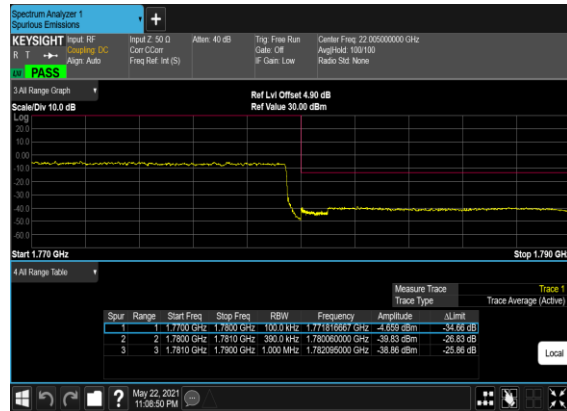 Spectrum Analyzer 1
Spurious Emissions
+
KEYSIGHT Input: RF Input Z: 50 Ω Atten: 40 dB Trig: Free Run Center Freq: 22.005000000 GHz
R T Coupling: DC Corr CCorr Gate: Off Avg|Hold: 100/100
Align: Auto Freq Ref: Int (S) IF Gain: Low Radio Std: None
PASS
3 All Range Graph Ref Lvl Offset 4.90 dB
Scale/Div 10.0 dB Ref Value 30.00 dBm
Log
20.0
10.0
0.00
-10.0
-20.0
-30.0
-40.0
-50.0
-60.0
Start 1.770 GHz Stop 1.790 GHz
4 All Range Table
Measure Trace Trace 1
Trace Type Trace Average (Active)
Spur Range Start Freq Stop Freq RBW Frequency Amplitude ΔLimit
1 1 1.7700 GHz 1.7800 GHz 100.0 kHz 1.771816667 GHz -4.659 dBm -34.66 dB
2 2 1.7800 GHz 1.7810 GHz 390.0 kHz 1.780060000 GHz -39.83 dBm -26.83 dB
3 3 1.7810 GHz 1.7900 GHz 1.000 MHz 1.782095000 GHz -38.86 dBm -25.86 dB
Local
? May 22, 2021
11:08:50 PM